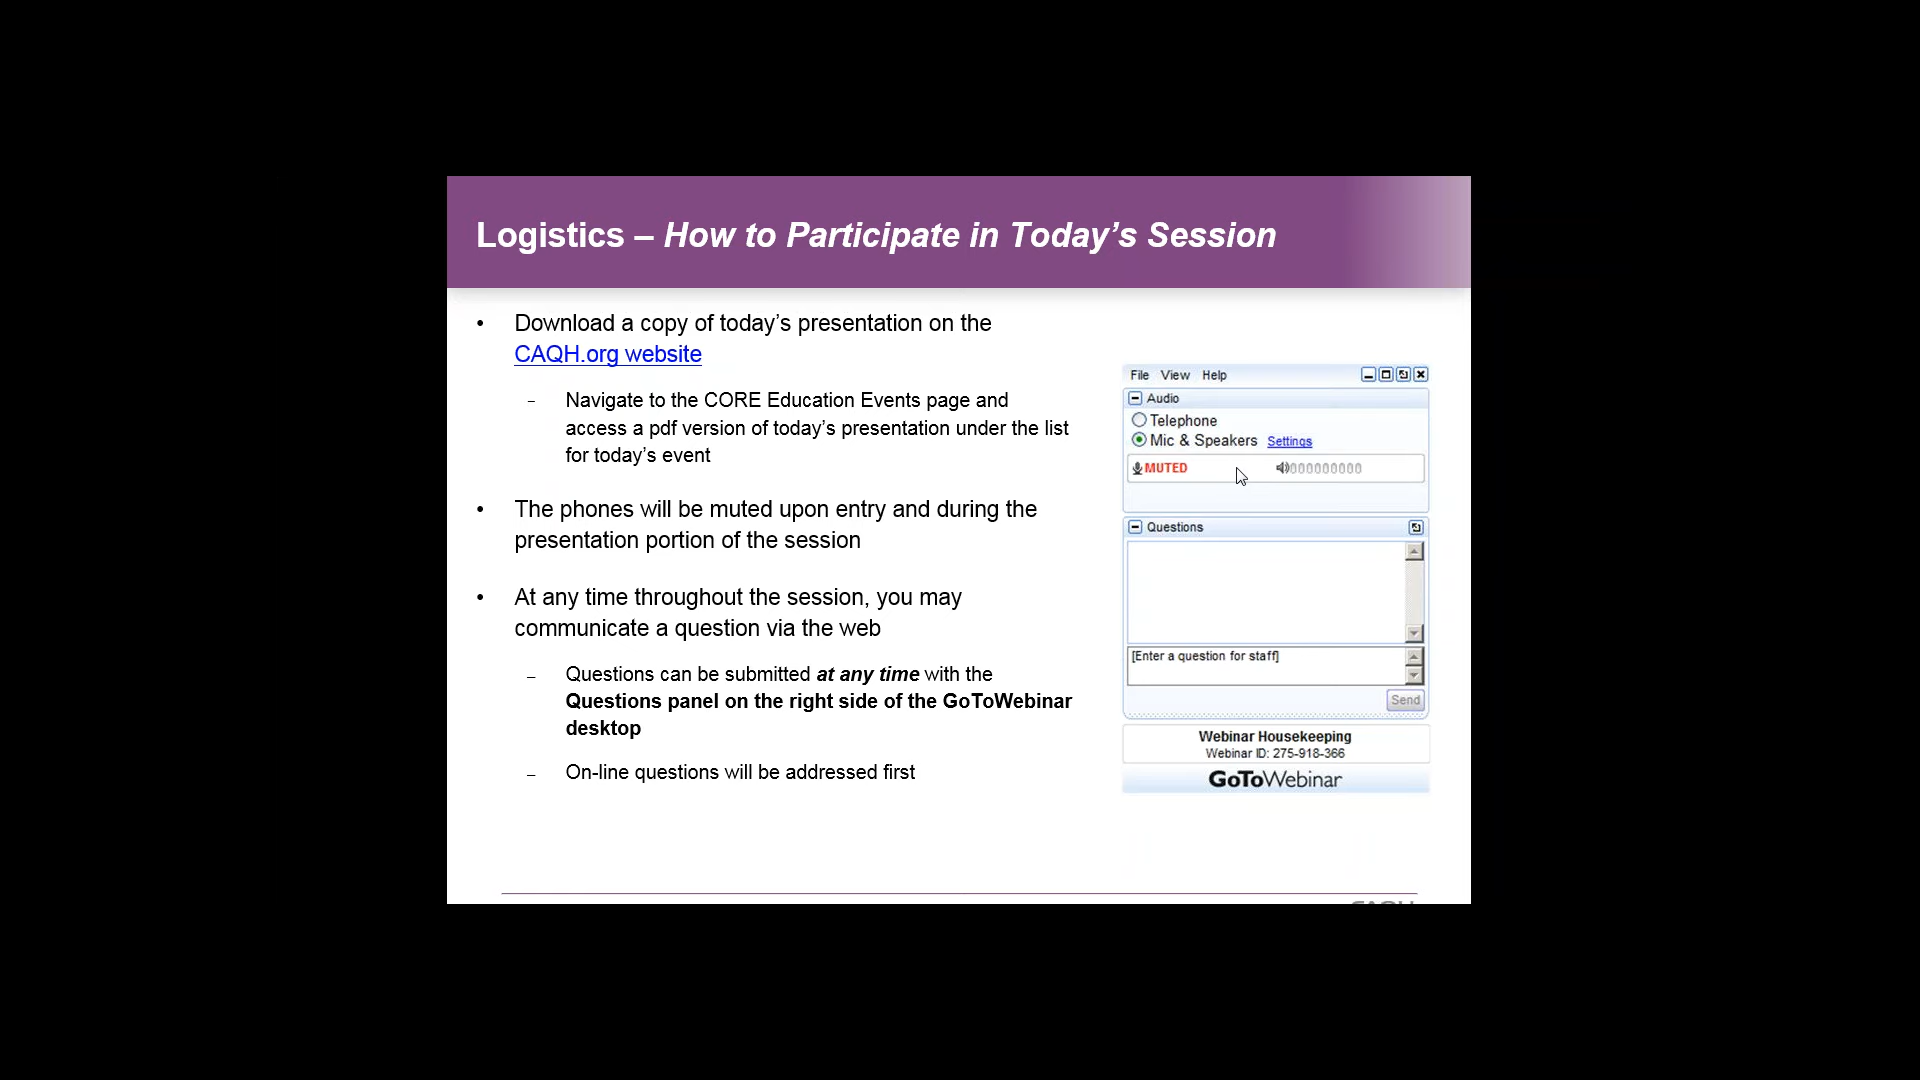 Logistics – How to Participate in Today’s Session
• Download a copy of today’s presentation on the
CAQH.org website
– Navigate to the CORE Education Events page and
access a pdf version of today’s presentation under the list
for today’s event
• The phones will be muted upon entry and during the
presentation portion of the session
• At any time throughout the session, you may
communicate a question via the web
– Questions can be submitted at any time with the
Questions panel on the right side of the GoToWebinar
desktop
– On-line questions will be addressed first
File View Help
Audio
Telephone
Mic & Speakers Settings
MUTED
Questions
[Enter a question for staff]
Send
Webinar Housekeeping
Webinar ID: 275-918-366
GoToWebinar